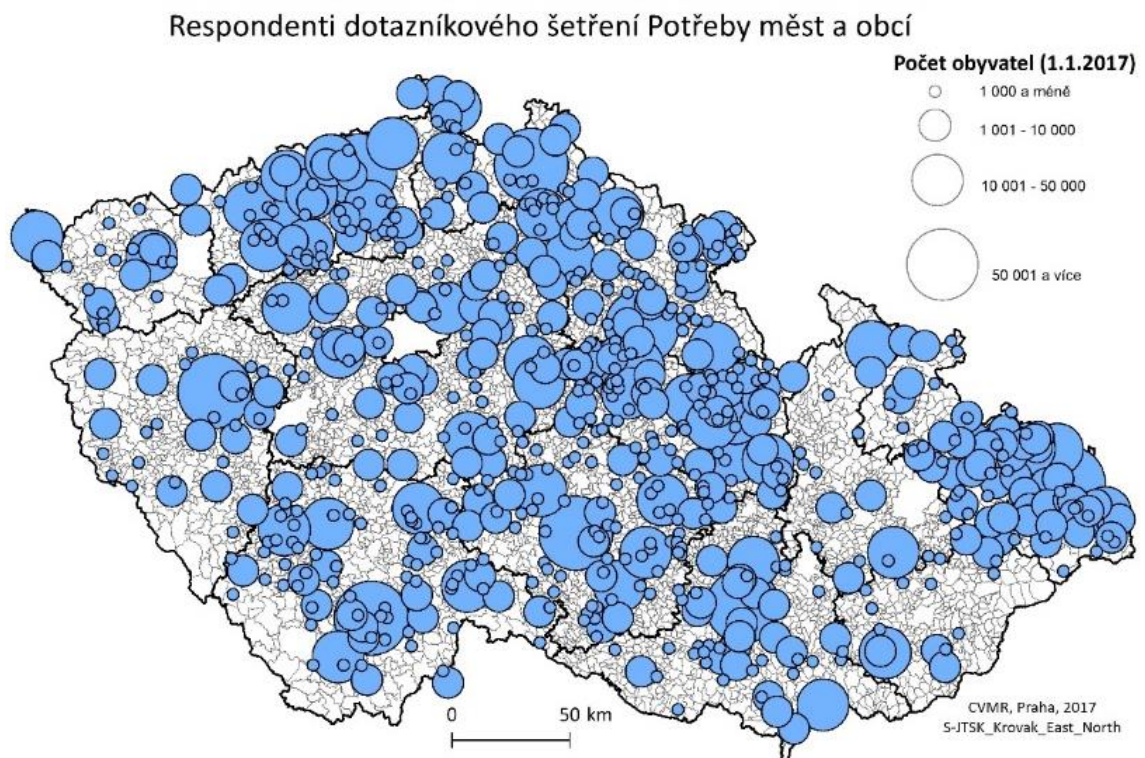 Respondenti dotazníkového šetření Potřeby měst a obcí
Počet obyvatel (1.1.2017)
1 000 a méně
1 001 - 10 000
10 001 - 50 000
50 001 a více
0 50 km
CVMR, Praha, 2017
S-JTSK_Krovak_East_North